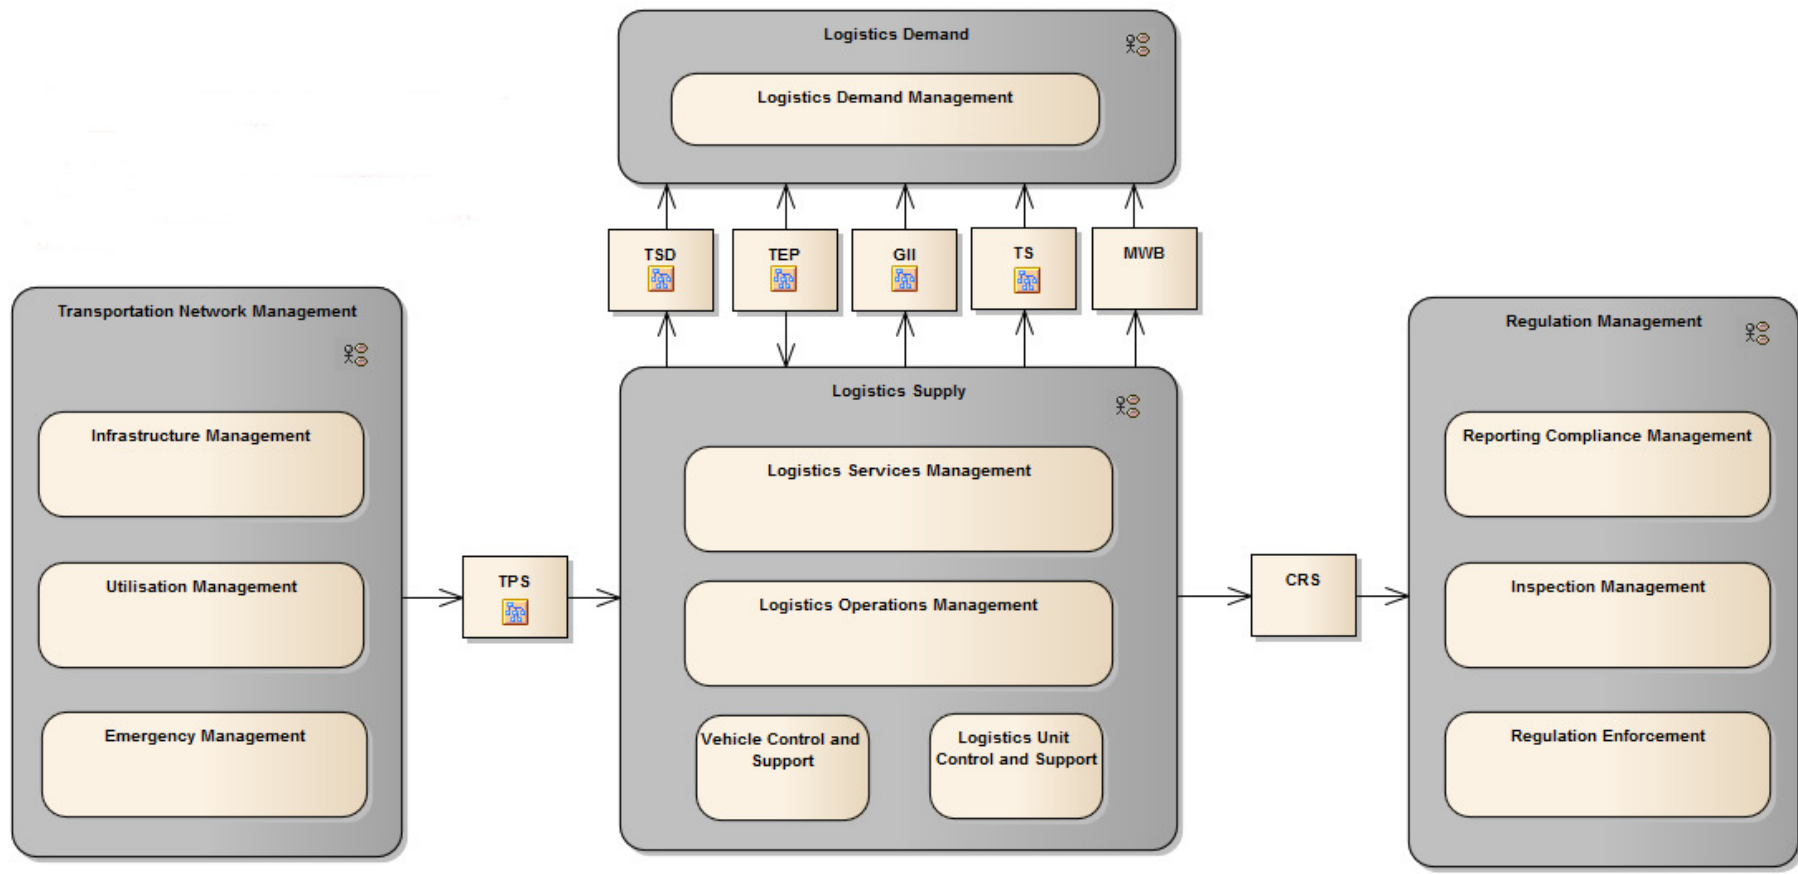 Logistics Demand
Logistics Demand Management
TSD
TEP
GII
TS
MWB
Transportation Network Management
Infrastructure Management
Utilisation Management
Emergency Management
TPS
Logistics Supply
Logistics Services Management
Logistics Operations Management
Vehicle Control and
Support
Logistics Unit
Control and Support
CRS
Regulation Management
Reporting Compliance Management
Inspection Management
Regulation Enforcement